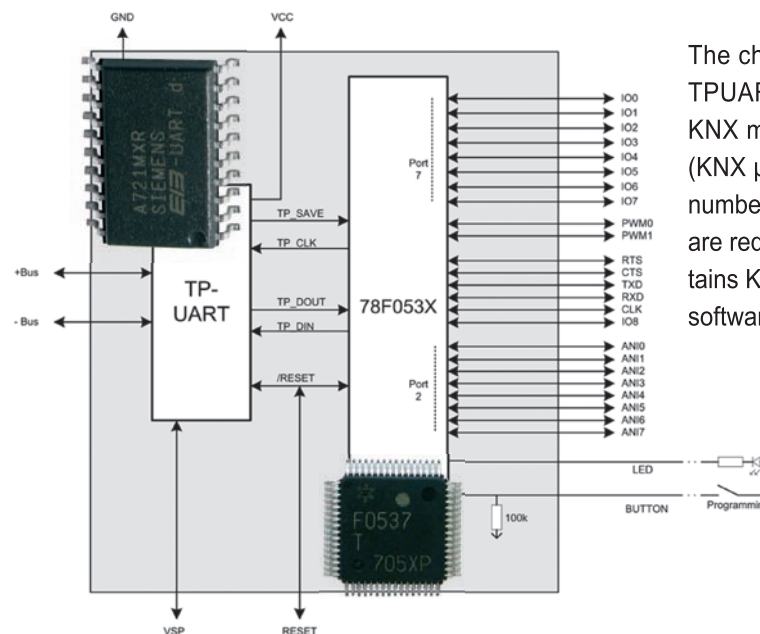 GND
VCC
A721MXR
SIEMENS
EIB-UART d
TP_SAVE
TP_CLK
+Bus
- Bus
TP-
UART
TP_DOUT
TP_DIN
/RESET
78F053X
Port
7
Port
2
IO0
IO1
IO2
IO3
IO4
IO5
IO6
IO7
PWM0
PWM1
RTS
CTS
TXD
RXD
CLK
IO8
ANI0
ANI1
ANI2
ANI3
ANI4
ANI5
ANI6
ANI7
LED
BUTTON
100k
F0537
T
705XP
VSP
RESET
The ch
TPUAR
KNX m
(KNX µ
numbe
are rec
tains K
softwar